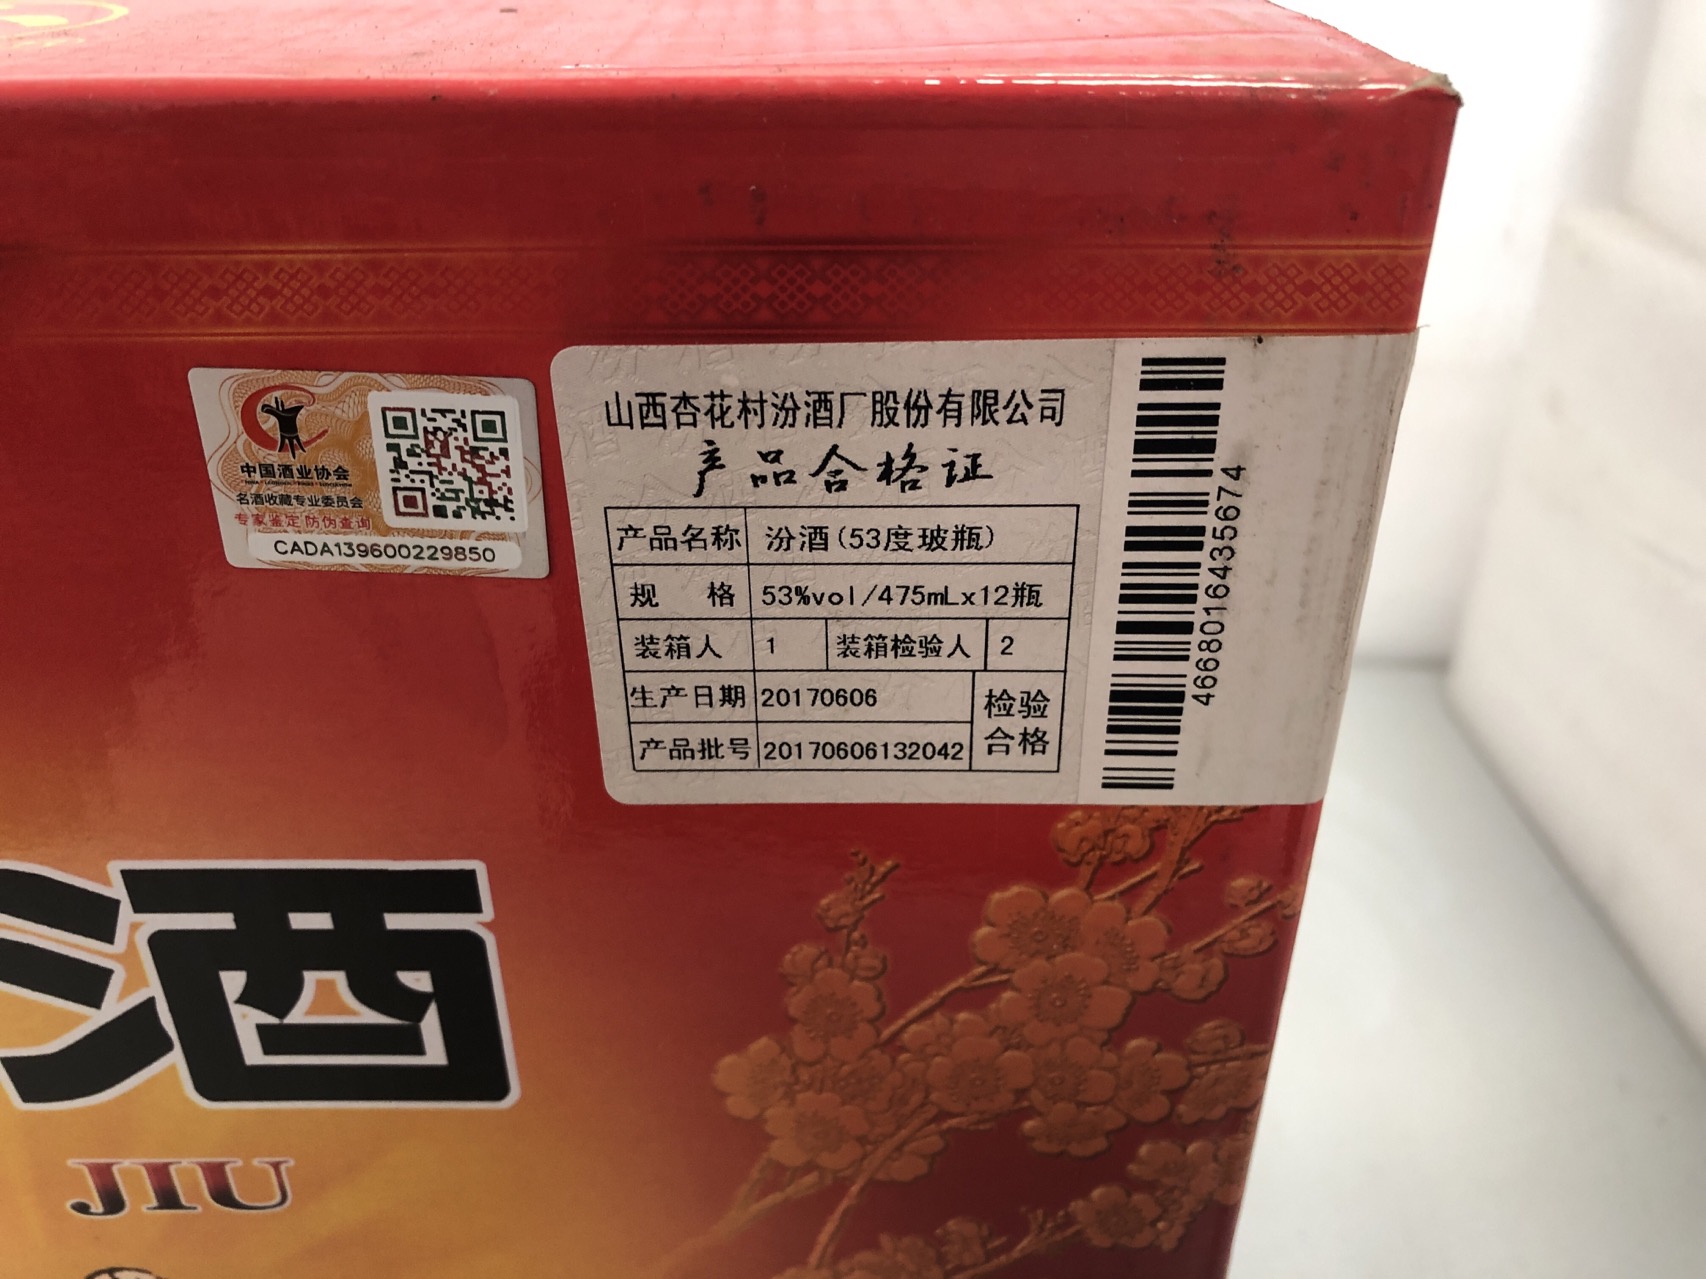 中国酒业协会
名酒收藏专业委员会
专家鉴定 防伪查询
CADA139600229850
山西杏花村汾酒厂股份有限公司
产品合格证
产品名称 汾酒(53度玻瓶)
规 格 53%vol/475mLx12瓶
装箱人 1 装箱检验人 2
生产日期 20170606
产品批号 20170606132042
检验
合格
4668016435674
酒
JIU